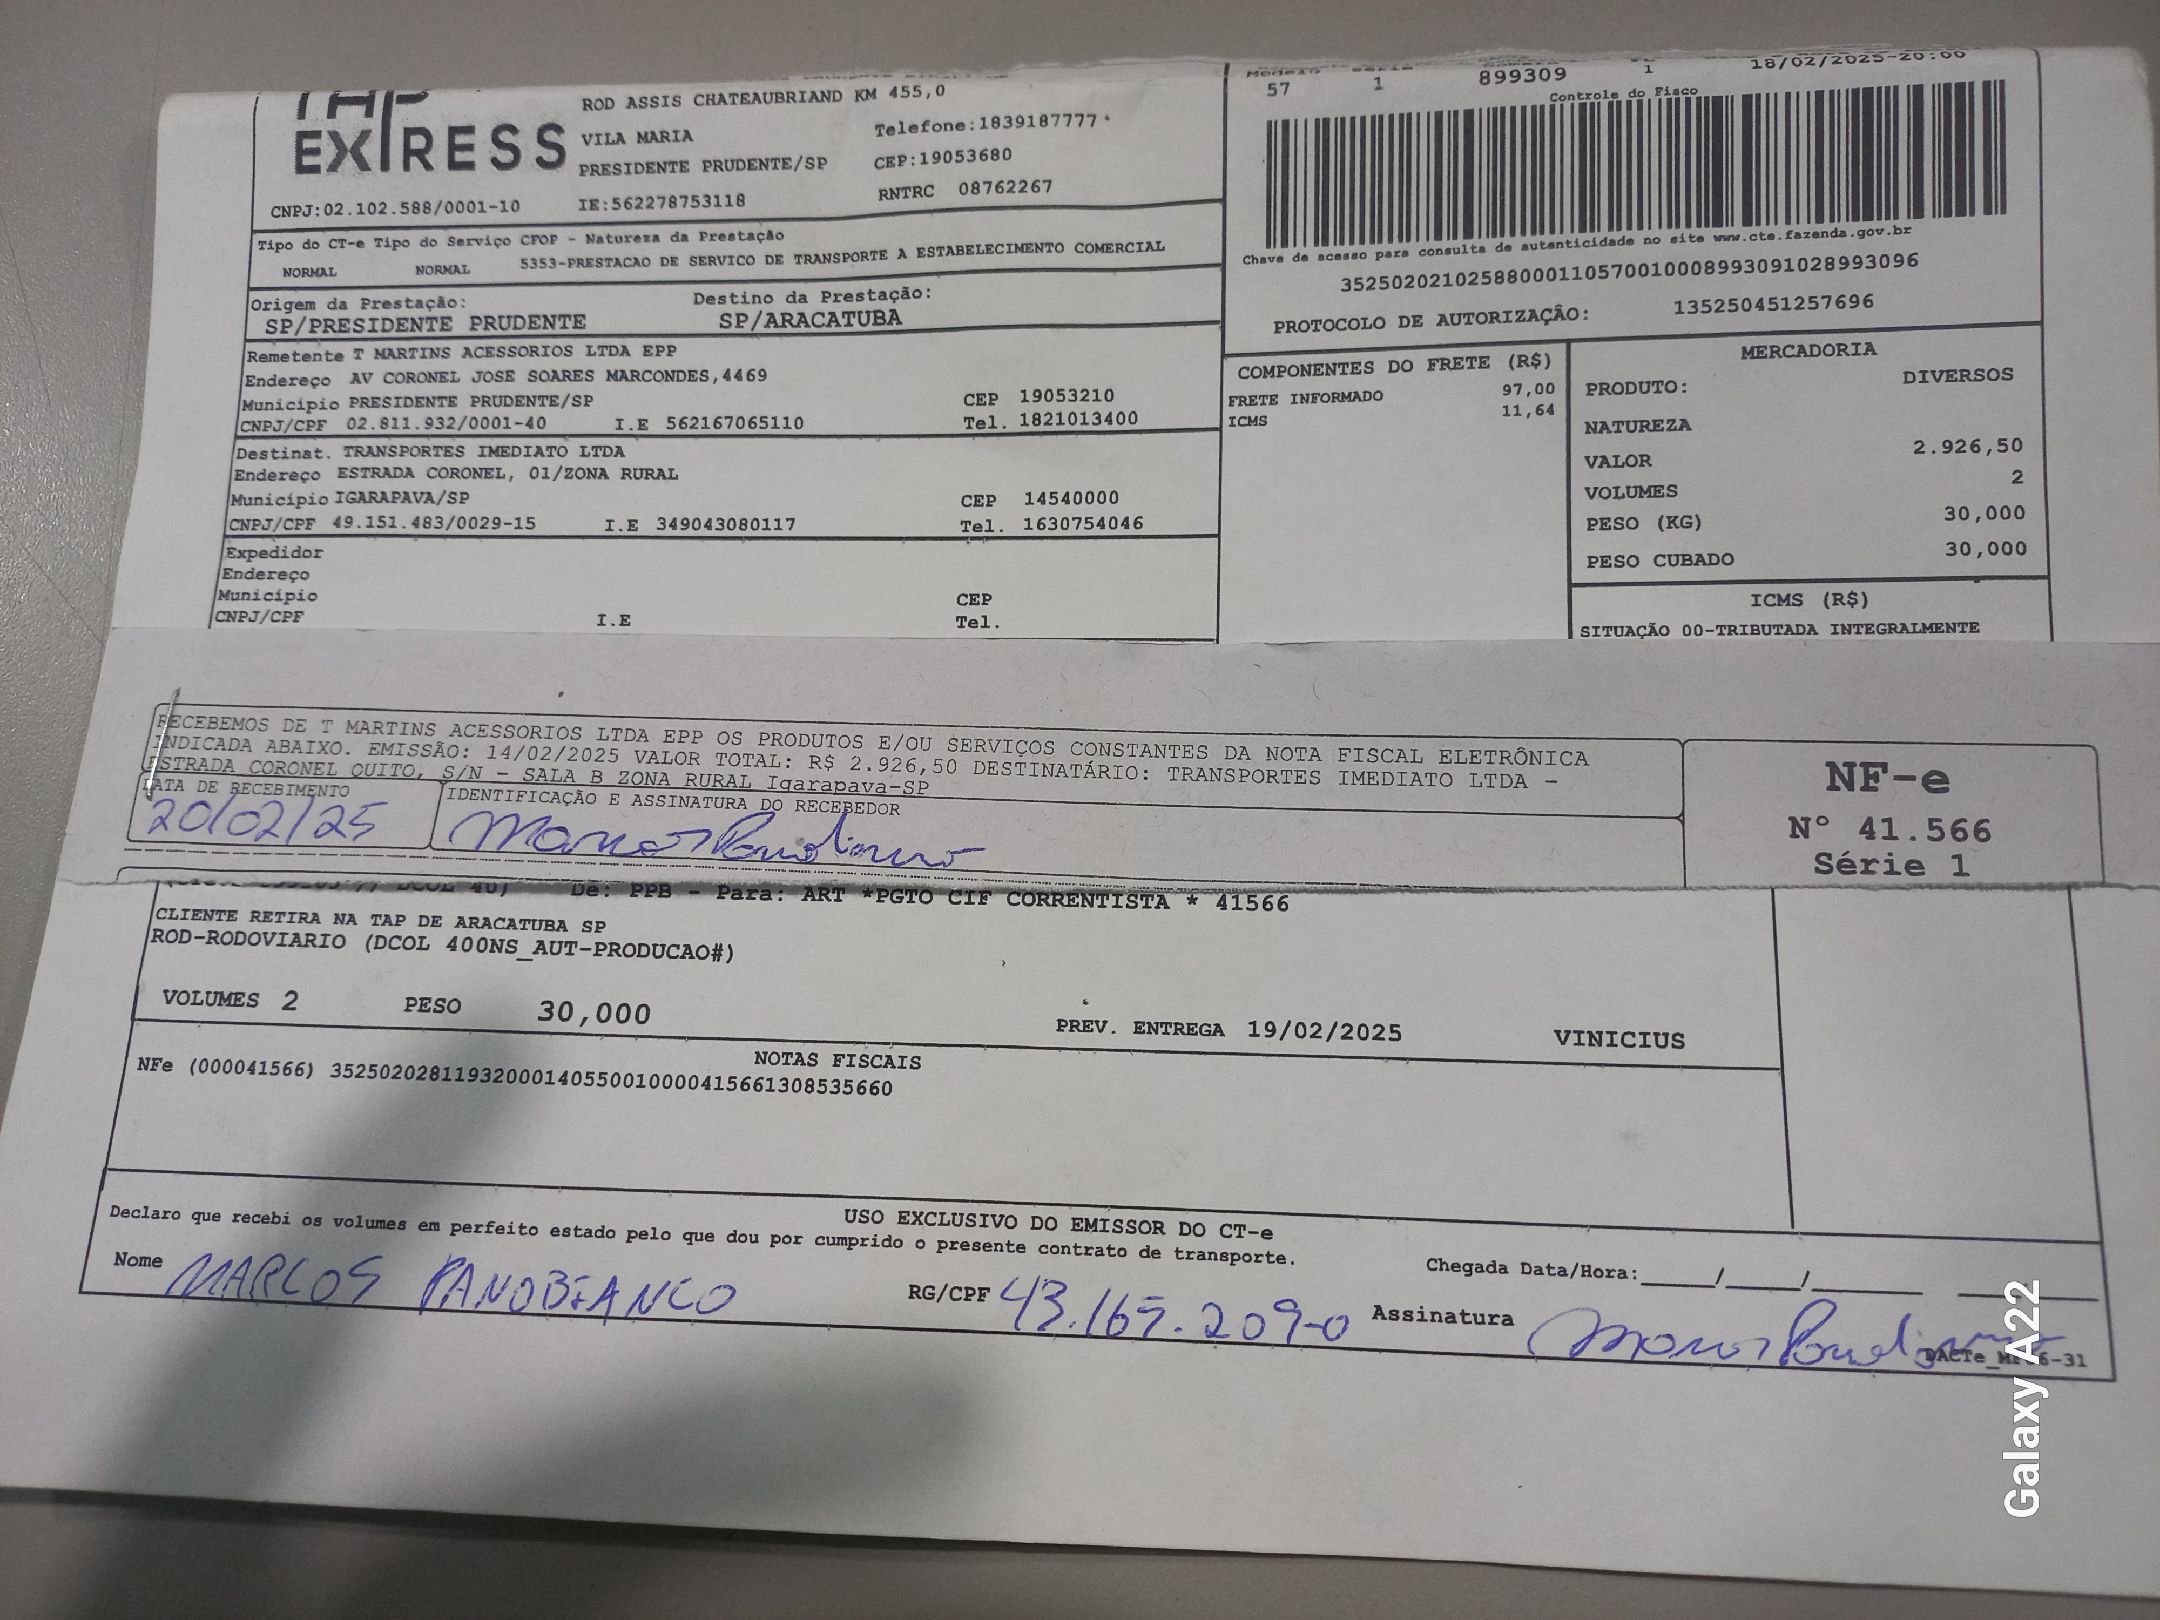 TAP
EXPRESS
ROD ASSIS CHATEAUBRIAND KM 455,0
VILA MARIA
Telefone:1839187777
PRESIDENTE PRUDENTE/SP
CEP:19053680
CNPJ:02.102.588/0001-10
IE:562278753118
RNTRC 08762267
Modelo
57
1
899309
1
18/02/2025-20:00
Controle do Fisco
Chave de acesso para consulta de autenticidade no site www.cte.fazenda.gov.br
35250202102588000110570010008993091028993096
PROTOCOLO DE AUTORIZAÇÃO: 135250451257696
Tipo do CT-e Tipo do Serviço CFOP - Natureza da Prestação
NORMAL NORMAL 5353-PRESTACAO DE SERVICO DE TRANSPORTE A ESTABELECIMENTO COMERCIAL
Origem da Prestação: Destino da Prestação:
SP/PRESIDENTE PRUDENTE SP/ARACATUBA
Remetente T MARTINS ACESSORIOS LTDA EPP
Endereço AV CORONEL JOSE SOARES MARCONDES,4469
Município PRESIDENTE PRUDENTE/SP CEP 19053210
CNPJ/CPF 02.811.932/0001-40 I.E 562167065110 Tel. 1821013400
Destinat. TRANSPORTES IMEDIATO LTDA
Endereço ESTRADA CORONEL, 01/ZONA RURAL
Município IGARAPAVA/SP CEP 14540000
CNPJ/CPF 49.151.483/0029-15 I.E 349043080117 Tel. 1630754046
Expedidor
Endereço
Município CEP
CNPJ/CPF I.E Tel.
COMPONENTES DO FRETE (R$)
FRETE INFORMADO 97,00
ICMS 11,64
MERCADORIA
PRODUTO: DIVERSOS
NATUREZA
VALOR 2.926,50
VOLUMES 2
PESO (KG) 30,000
PESO CUBADO 30,000
ICMS (R$)
SITUAÇÃO 00-TRIBUTADA INTEGRALMENTE
RECEBEMOS DE T MARTINS ACESSORIOS LTDA EPP OS PRODUTOS E/OU SERVIÇOS CONSTANTES DA NOTA FISCAL ELETRÔNICA
INDICADA ABAIXO. EMISSÃO: 14/02/2025 VALOR TOTAL: R$ 2.926,50 DESTINATÁRIO: TRANSPORTES IMEDIATO LTDA -
ESTRADA CORONEL QUITO, S/N - SALA B ZONA RURAL Igarapava-SP
DATA DE RECEBIMENTO
20/02/25
IDENTIFICAÇÃO E ASSINATURA DO RECEBEDOR
NF-e
Nº 41.566
Série 1
De: PPB - Para: ART *PGTO CIF CORRENTISTA * 41566
CLIENTE RETIRA NA TAP DE ARACATUBA SP
ROD-RODOVIARIO (DCOL 400NS_AUT-PRODUCAO#)
VOLUMES 2 PESO 30,000 PREV. ENTREGA 19/02/2025 VINICIUS
NOTAS FISCAIS
NFe (000041566) 35250202811932000140550010000415661308535660
USO EXCLUSIVO DO EMISSOR DO CT-e
Declaro que recebi os volumes em perfeito estado pelo que dou por cumprido o presente contrato de transporte.
Nome MARCOS PANOBIANCO RG/CPF 43.165.209-0 Assinatura
Chegada Data/Hora:_____/_____/_______ ______
Galaxy A22